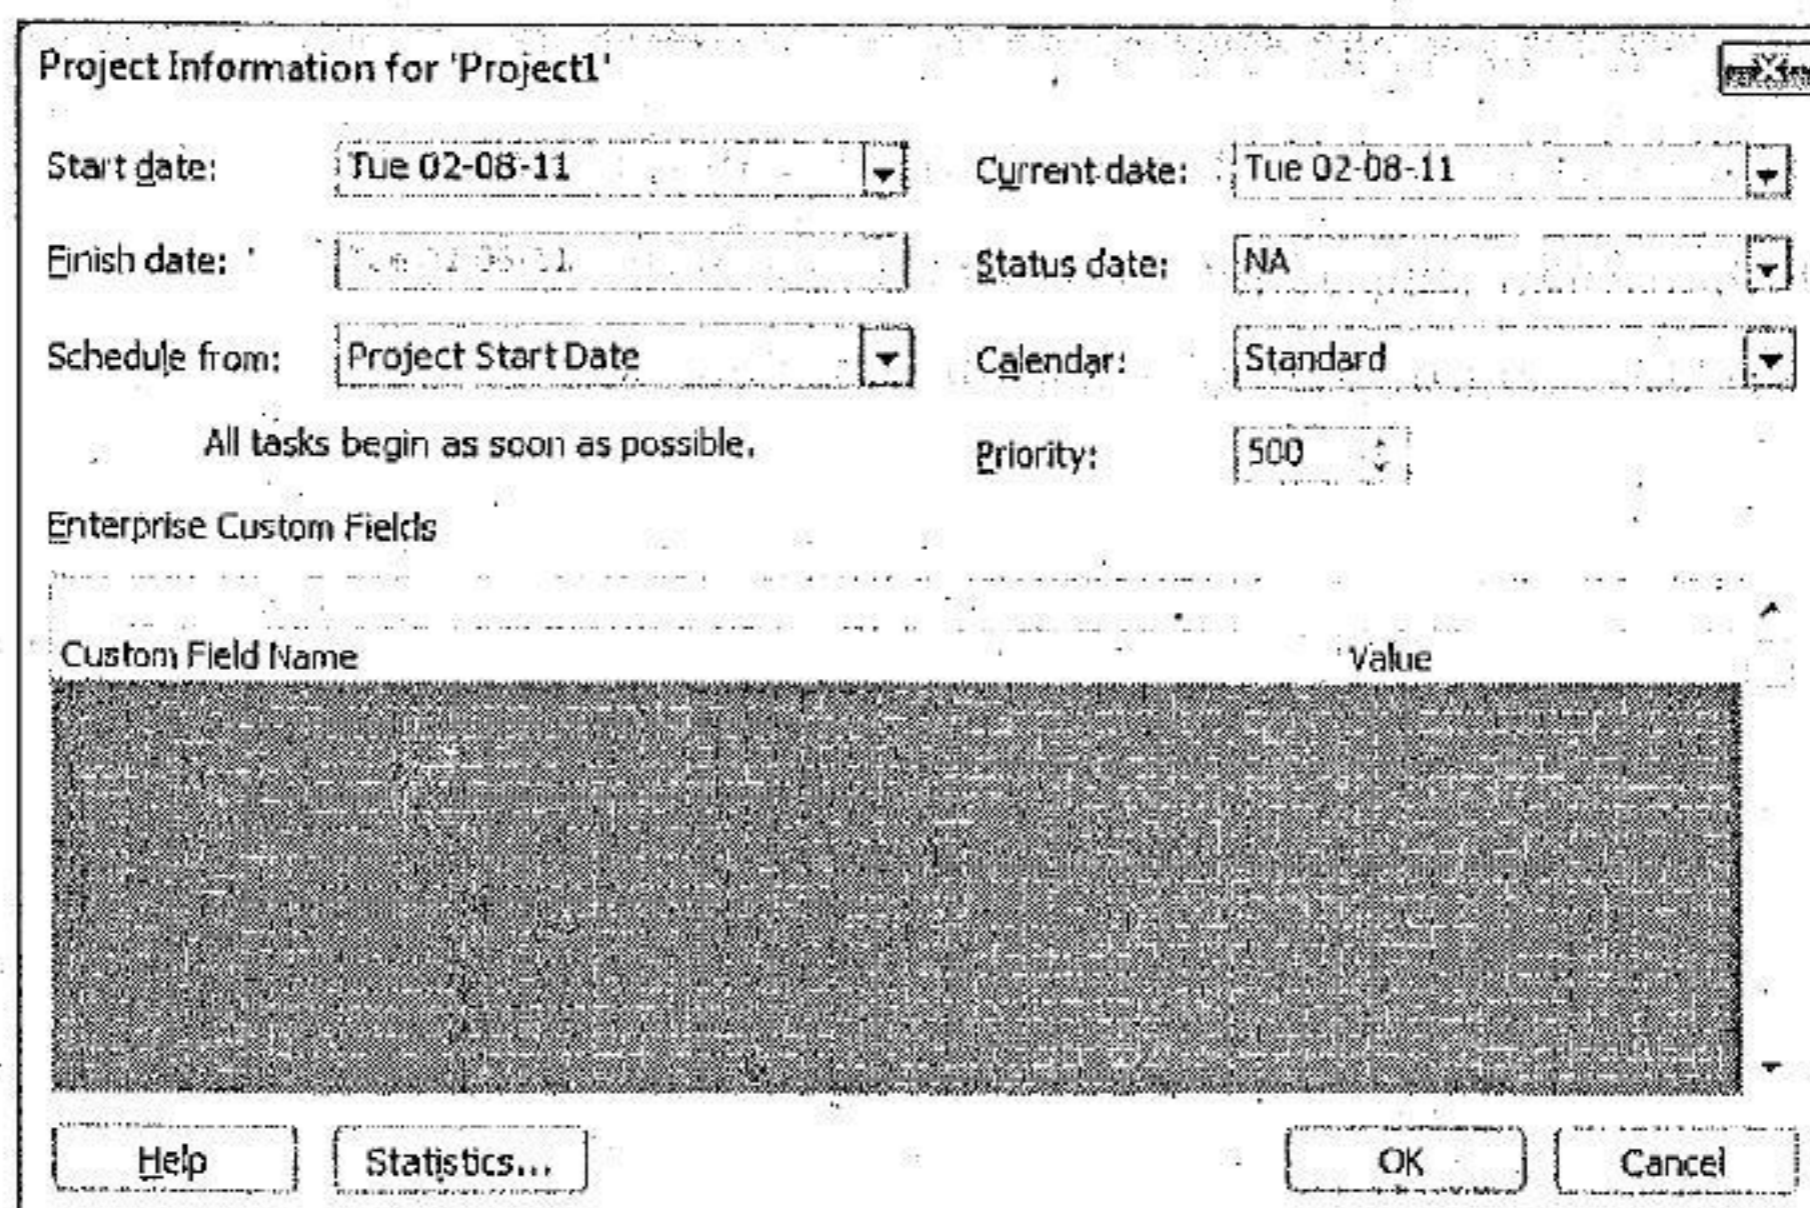 Project Information for 'Project1'
Start date: Tue 02-08-11 Current date: Tue 02-08-11
Finish date: Status date: NA
Schedule from: Project Start Date Calendar: Standard
All tasks begin as soon as possible. Priority: 500
Enterprise Custom Fields
Custom Field Name Value
Help Statistics... OK Cancel